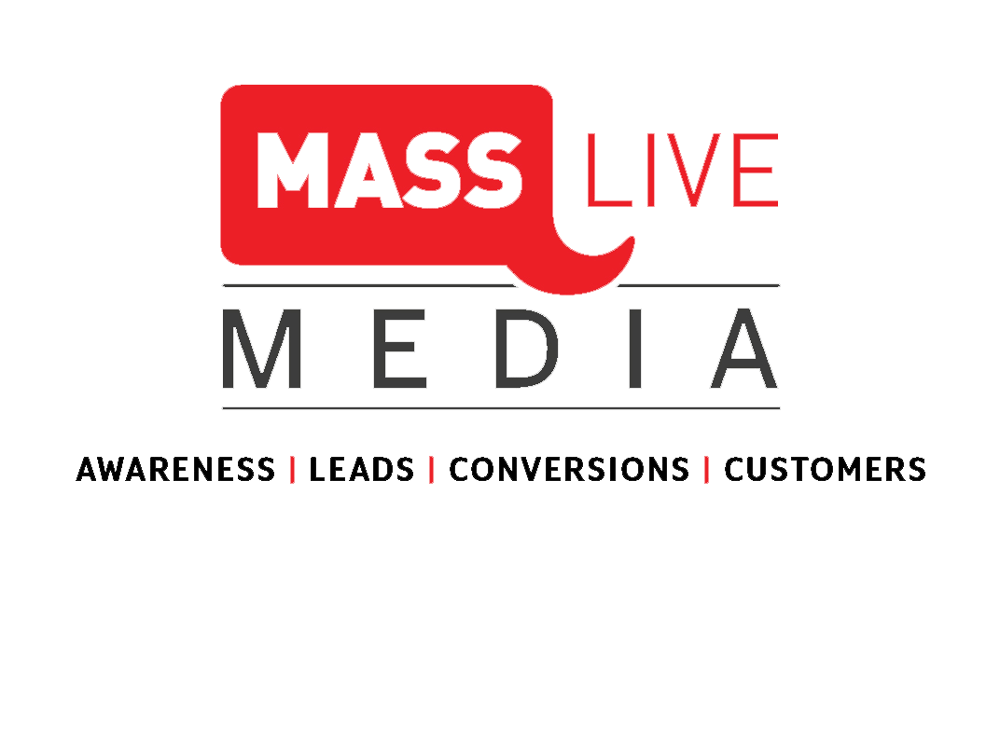 MASS LIVE
MEDIA
AWARENESS | LEADS | CONVERSIONS | CUSTOMERS